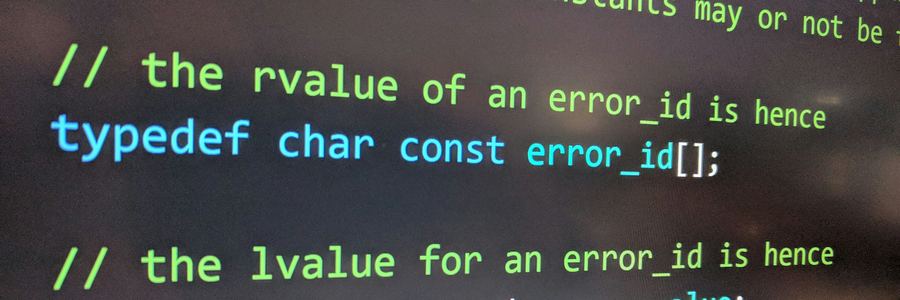 may or not be
// the rvalue of an error_id is hence
typedef char const error_id[];
// the lvalue for an error_id is hence